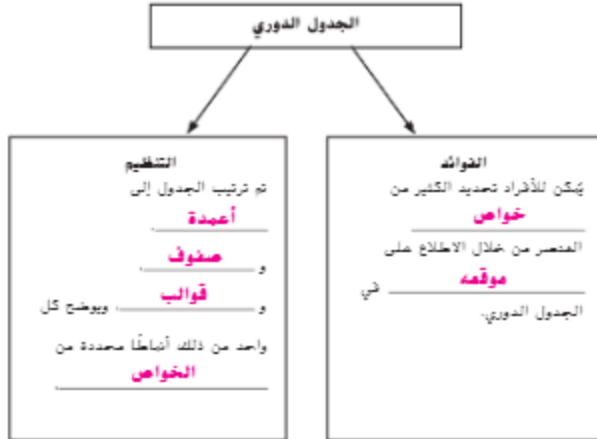 الجدول الدوري
الفوائد
يُمكن للأفراد تحديد الكثير من
خواص
العنصر من خلال الاطلاع على
موقعه في
الجدول الدوري.
التنظيم
تم ترتيب الجدول إلى
أعمدة،
و صفوف،
و قوالب، ويوضح كل
واحد من ذلك أنماطًا محددة من
الخواص.